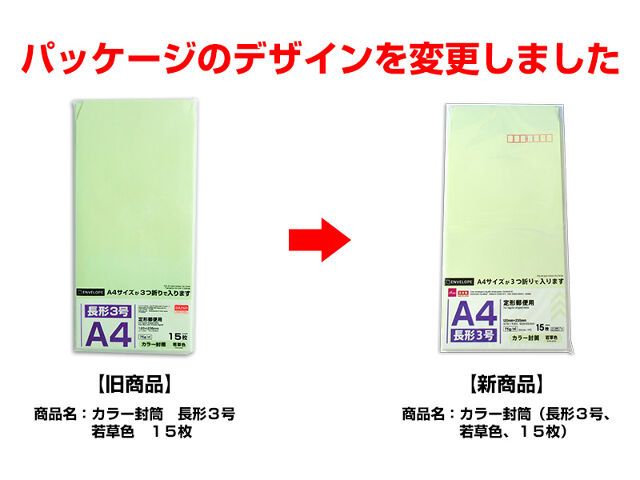 パッケージのデザインを変更しました
ENVELOPE
A4サイズが3つ折りで入ります
長形3号
A4
定形郵便用
15枚
カラー封筒
若草色
ENVELOPE
A4サイズが3つ折りで入ります
A4
長形3号
定形郵便用
120mm×235mm
15枚
カラー封筒
若草色
【旧商品】
商品名：カラー封筒　長形３号
若草色　１５枚
【新商品】
商品名：カラー封筒（長形３号、
若草色、１５枚）